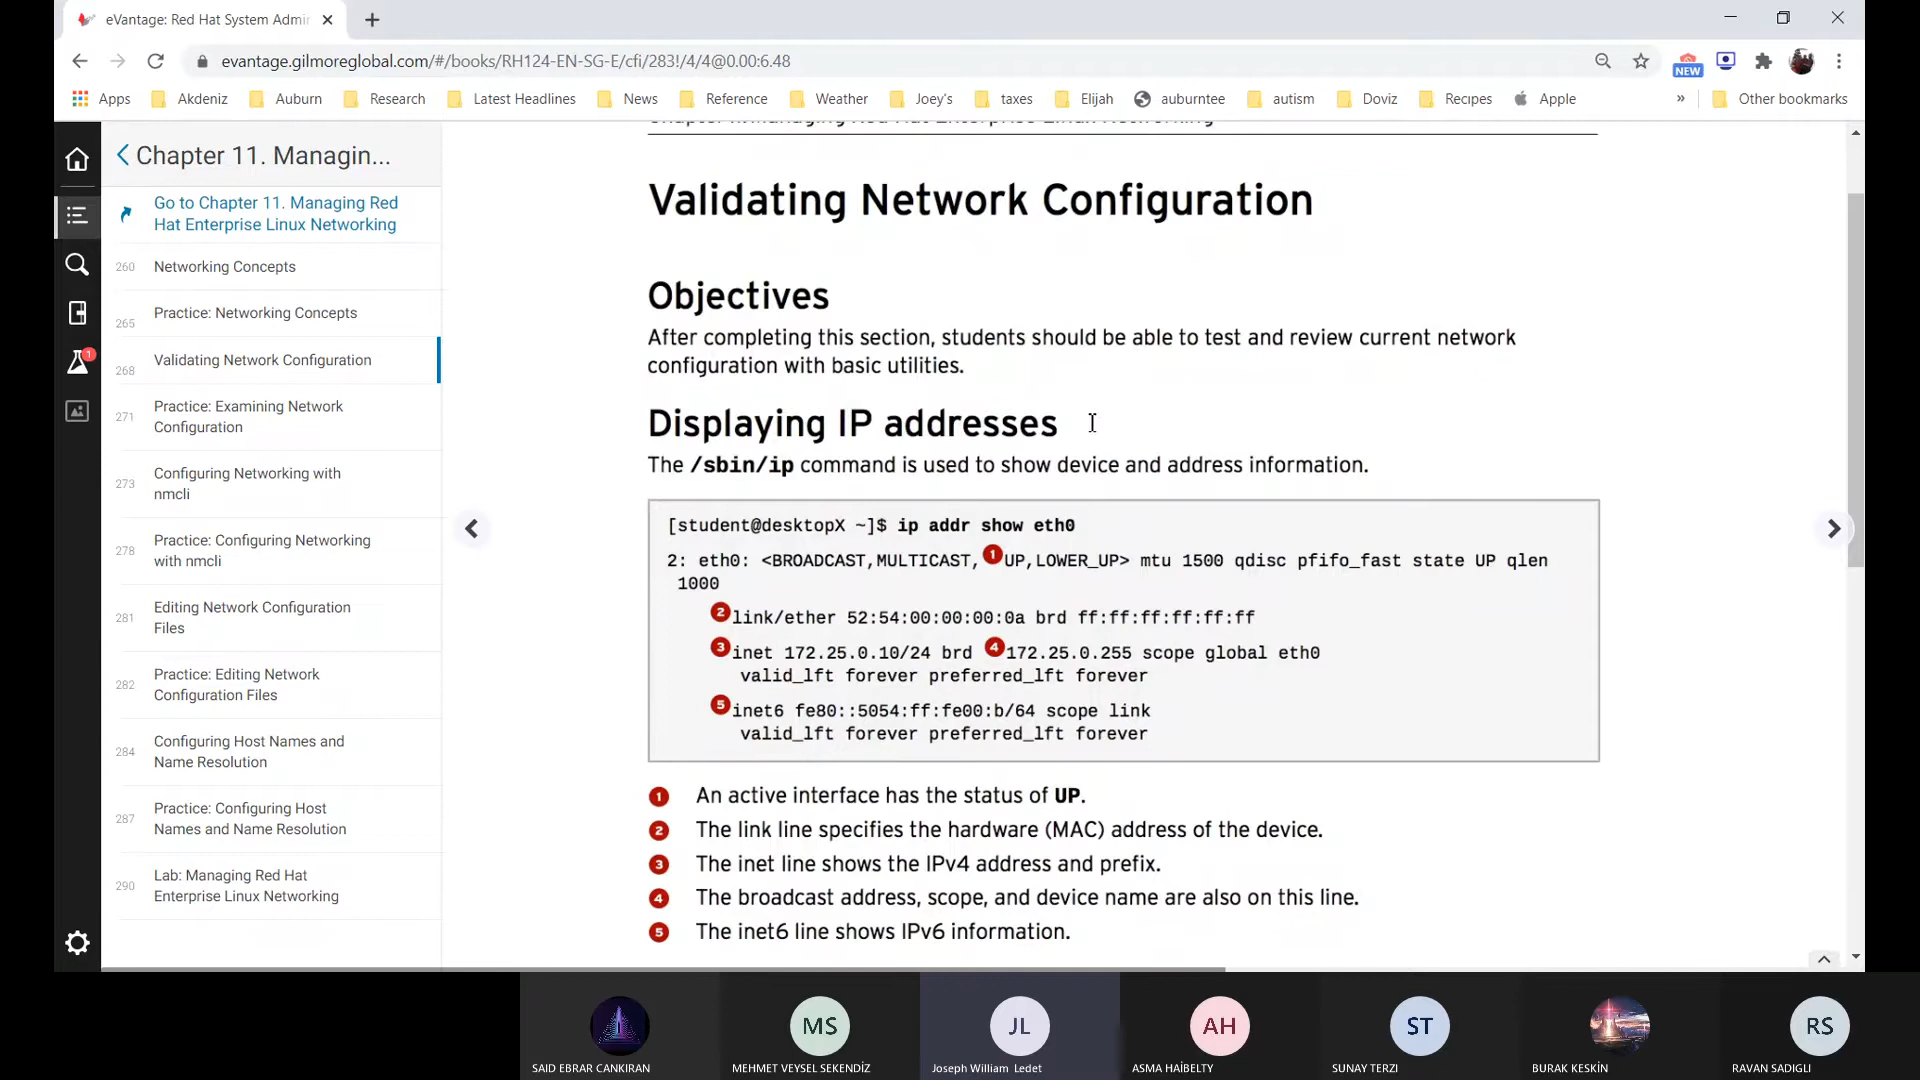 eVantage: Red Hat System Admi
evantage.gilmoreglobal.com/#/books/RH124-EN-SG-E/cfi/283!/4/4@0.00:6.48
NEW
Apps Akdeniz Auburn Research Latest Headlines News Reference Weather Joey's taxes Elijah auburntee autism Doviz Recipes Apple » Other bookmarks
Chapter 11. Managin...
Go to Chapter 11. Managing Red
Hat Enterprise Linux Networking
260 Networking Concepts
265 Practice: Networking Concepts
268 Validating Network Configuration
271 Practice: Examining Network
Configuration
273 Configuring Networking with
nmcli
278 Practice: Configuring Networking
with nmcli
281 Editing Network Configuration
Files
282 Practice: Editing Network
Configuration Files
284 Configuring Host Names and
Name Resolution
287 Practice: Configuring Host
Names and Name Resolution
290 Lab: Managing Red Hat
Enterprise Linux Networking
1
Validating Network Configuration
Objectives
After completing this section, students should be able to test and review current network
configuration with basic utilities.
Displaying IP addresses
The /sbin/ip command is used to show device and address information.
[student@desktopX ~]$ ip addr show eth0
2: eth0: <BROADCAST,MULTICAST,1UP,LOWER_UP> mtu 1500 qdisc pfifo_fast state UP qlen
1000
2link/ether 52:54:00:00:00:0a brd ff:ff:ff:ff:ff:ff
3inet 172.25.0.10/24 brd 4172.25.0.255 scope global eth0
valid_lft forever preferred_lft forever
5inet6 fe80::5054:ff:fe00:b/64 scope link
valid_lft forever preferred_lft forever
1 An active interface has the status of UP.
2 The link line specifies the hardware (MAC) address of the device.
3 The inet line shows the IPv4 address and prefix.
4 The broadcast address, scope, and device name are also on this line.
5 The inet6 line shows IPv6 information.
MS JL AH ST RS
SAID EBRAR CANKIRAN MEHMET VEYSEL SEKENDİZ Joseph William Ledet ASMA HAİBELTY SUNAY TERZI BURAK KESKİN RAVAN SADIGLI